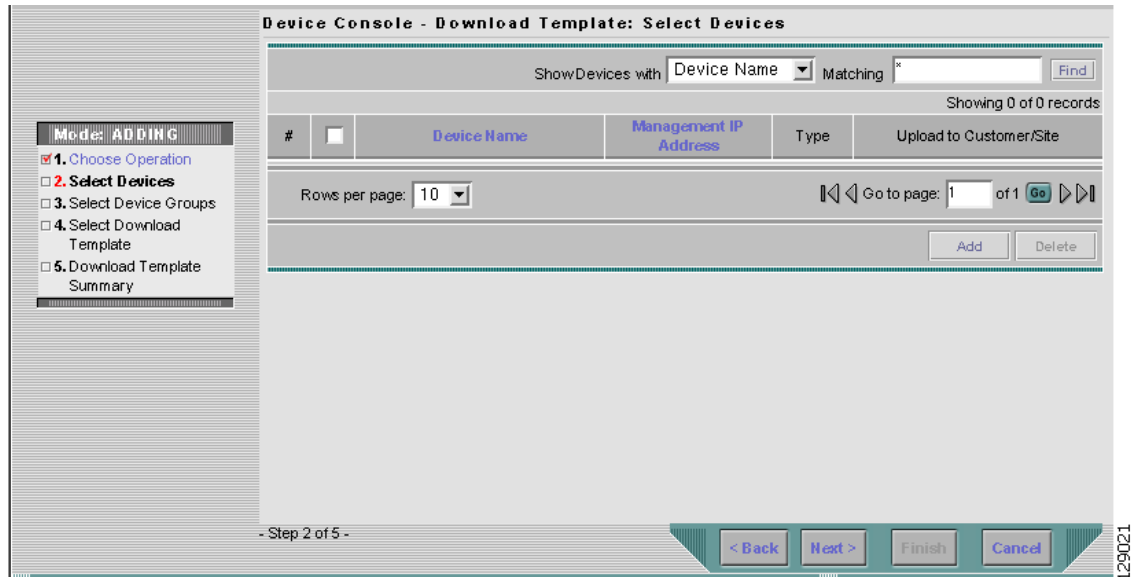 Device Console - Download Template: Select Devices
Show Devices with Device Name Matching * Find
Showing 0 of 0 records
# Device Name Management IP Address Type Upload to Customer/Site
Rows per page: 10 Go to page: 1 of 1 Go
Add Delete
Mode: ADDING
1. Choose Operation
2. Select Devices
3. Select Device Groups
4. Select Download
Template
5. Download Template
Summary
- Step 2 of 5 -
< Back Next > Finish Cancel
129021